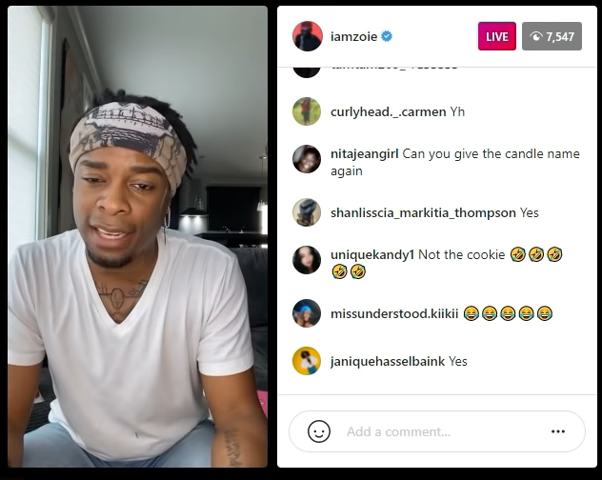 iamzoie
LIVE
7,547
curlyhead._.carmen Yh
nitajeangirl Can you give the candle name
again
shanlisscia_markitia_thompson Yes
uniquekandy1 Not the cookie 🤣🤣🤣
🤣🤣
missunderstood.kiikii 😂😂😂😂😂
janiquehasselbaink Yes
Add a comment...